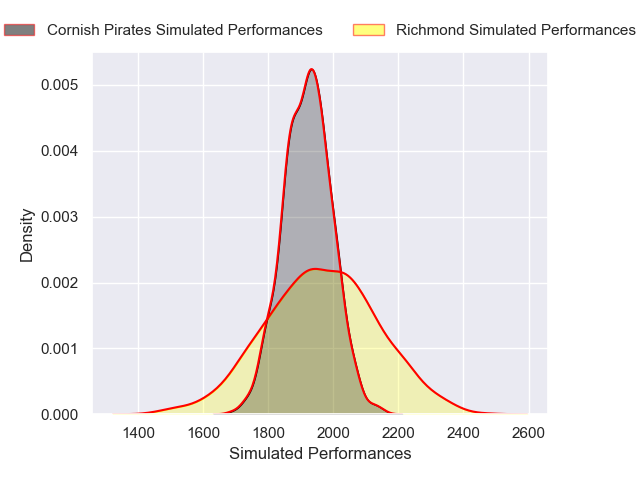 Cornish Pirates Simulated Performances
Richmond Simulated Performances
0.005
0.004
0.003
0.002
0.001
0.000
Density
1400 1600 1800 2000 2200 2400 2600
Simulated Performances